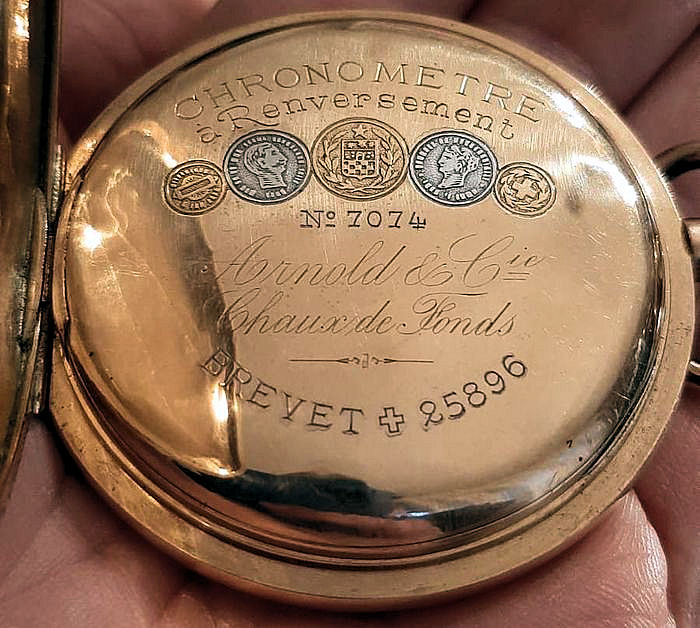 CHRONOMETRE
à Renversement
No 7074
Arnold & Cie
Chaux de Fonds
BREVET ✚ 25896